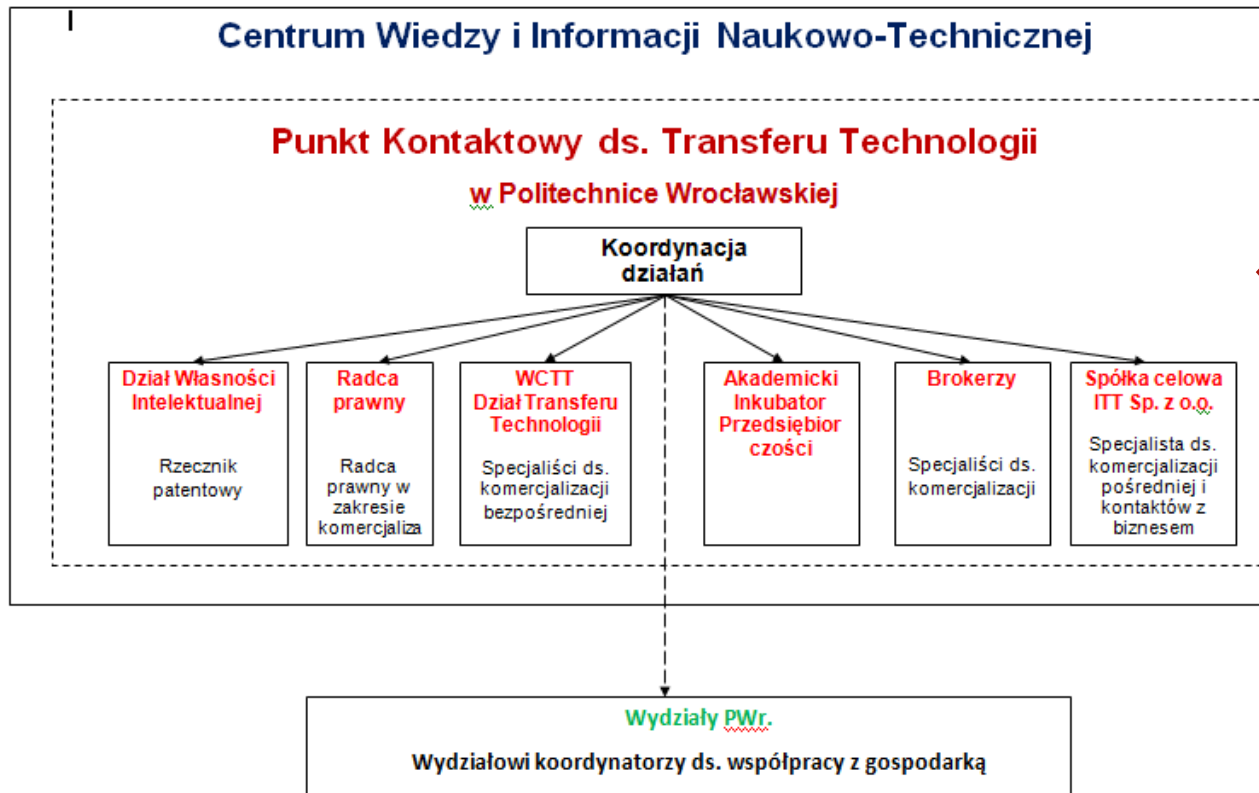 Centrum Wiedzy i Informacji Naukowo-Technicznej
Punkt Kontaktowy ds. Transferu Technologii
w Politechnice Wrocławskiej
Koordynacja
działań
Dział Własności
Intelektualnej
Rzecznik
patentowy
Radca
prawny
Radca
prawny w
zakresie
komercjaliza
WCTT
Dział Transferu
Technologii
Specjaliści ds.
komercjalizacji
bezpośredniej
Akademicki
Inkubator
Przedsiębior
czości
Brokerzy
Specjaliści ds.
komercjalizacji
Spółka celowa
ITT Sp. z o.o.
Specjalista ds.
komercjalizacji
pośredniej i
kontaktów z
biznesem
Wydziały PWr.
Wydziałowi koordynatorzy ds. współpracy z gospodarką